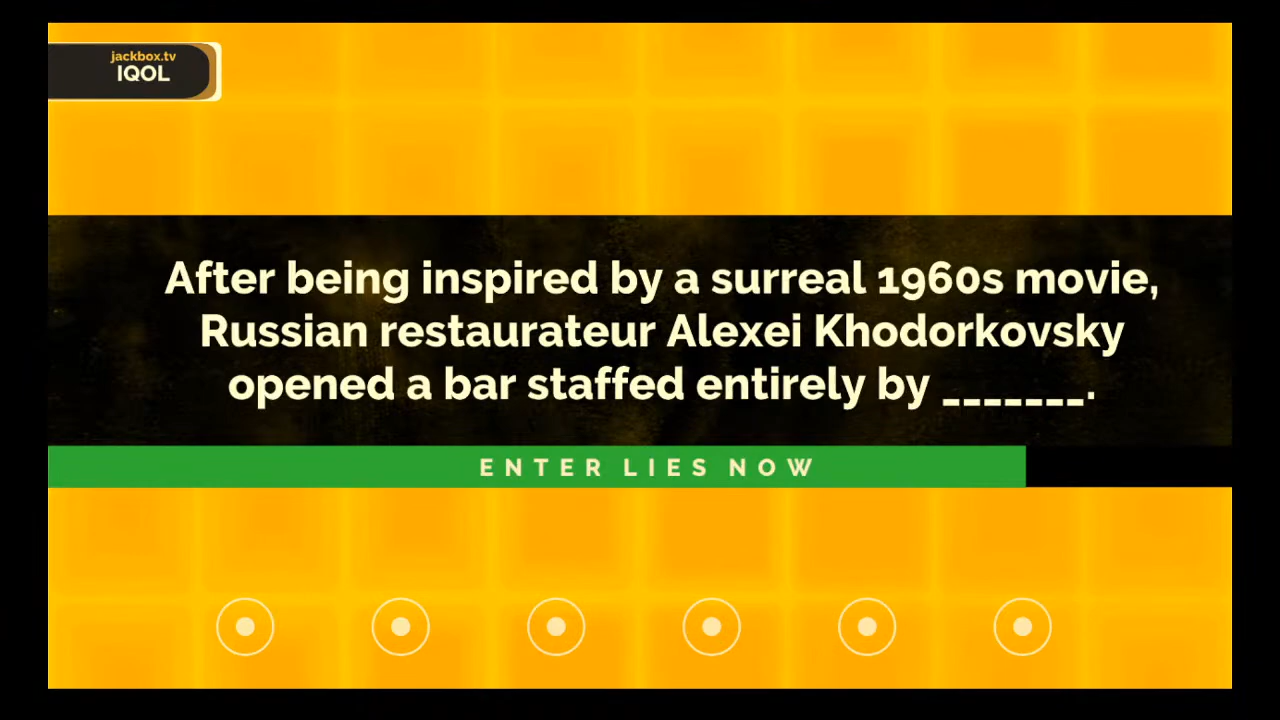 jackbox.tv
IQOL
After being inspired by a surreal 1960s movie,
Russian restaurateur Alexei Khodorkovsky
opened a bar staffed entirely by _______.
ENTER LIES NOW